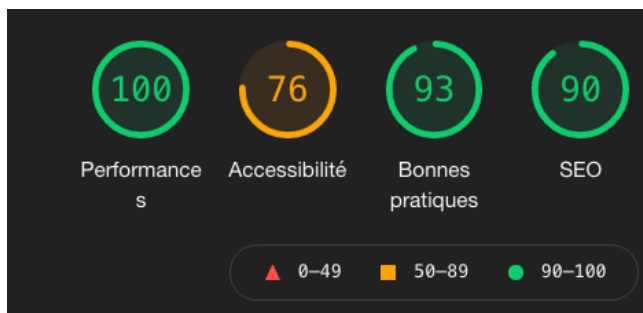 100
76
93
90
Performance
s
Accessibilité
Bonnes
pratiques
SEO
0–49
50–89
90–100